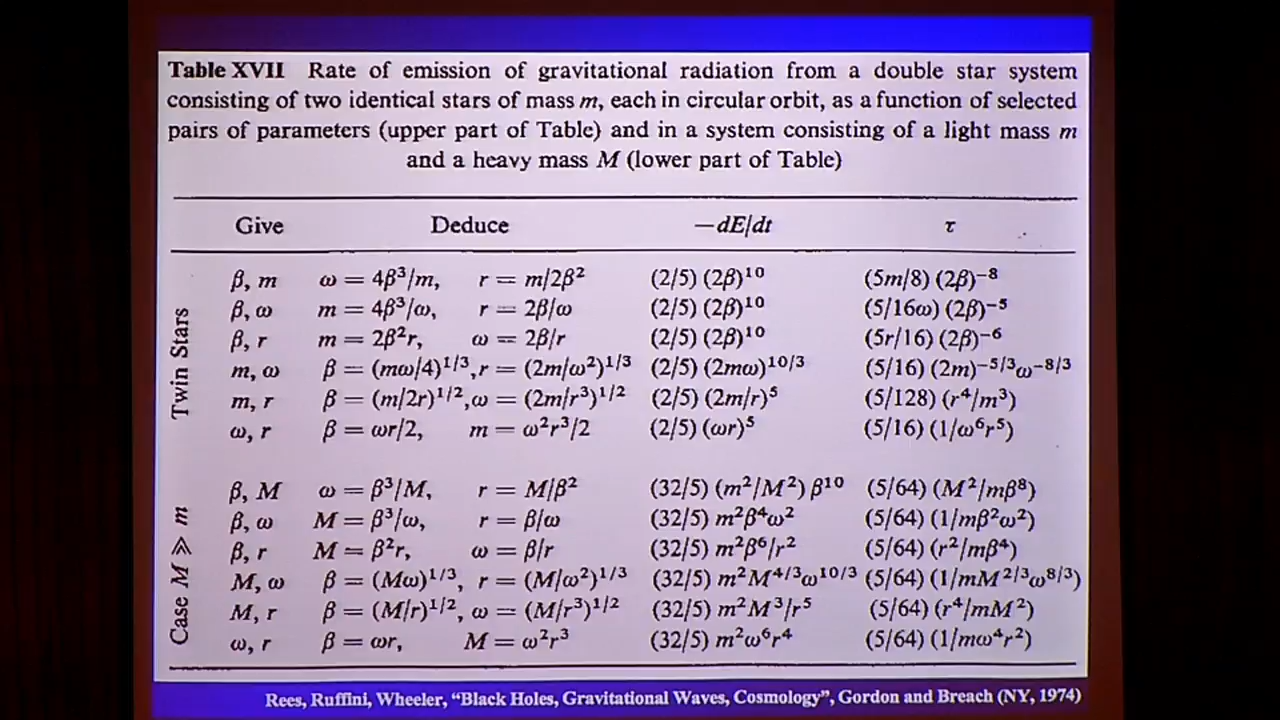 Table XVII Rate of emission of gravitational radiation from a double star system
consisting of two identical stars of mass m, each in circular orbit, as a function of selected
pairs of parameters (upper part of Table) and in a system consisting of a light mass m
and a heavy mass M (lower part of Table)
Give Deduce −dE/dt τ
Twin Stars
β, m ω = 4β³/m, r = m/2β² (2/5) (2β)¹⁰ (5m/8) (2β)⁻⁸
β, ω m = 4β³/ω, r = 2β/ω (2/5) (2β)¹⁰ (5/16ω) (2β)⁻⁵
β, r m = 2β²r, ω = 2β/r (2/5) (2β)¹⁰ (5r/16) (2β)⁻⁶
m, ω β = (mω/4)^1/3, r = (2m/ω²)^1/3 (2/5) (2mω)^10/3 (5/16) (2m)^−5/3 ω^−8/3
m, r β = (m/2r)^1/2, ω = (2m/r³)^1/2 (2/5) (2m/r)⁵ (5/128) (r⁴/m³)
ω, r β = ωr/2, m = ω²r³/2 (2/5) (ωr)⁵ (5/16) (1/ω⁶r⁵)
Case M ≫ m
β, M ω = β³/M, r = M/β² (32/5) (m²/M²) β¹⁰ (5/64) (M²/mβ⁸)
β, ω M = β³/ω, r = β/ω (32/5) m²β⁴ω² (5/64) (1/mβ²ω²)
β, r M = β²r, ω = β/r (32/5) m²β⁶/r² (5/64) (r²/mβ⁴)
M, ω β = (Mω)^1/3, r = (M/ω²)^1/3 (32/5) m²M^4/3 ω^10/3 (5/64) (1/mM^2/3 ω^8/3)
M, r β = (M/r)^1/2, ω = (M/r³)^1/2 (32/5) m²M³/r⁵ (5/64) (r⁴/mM²)
ω, r β = ωr, M = ω²r³ (32/5) m²ω⁶r⁴ (5/64) (1/mω⁴r²)
Rees, Ruffini, Wheeler, “Black Holes, Gravitational Waves, Cosmology”, Gordon and Breach (NY, 1974)